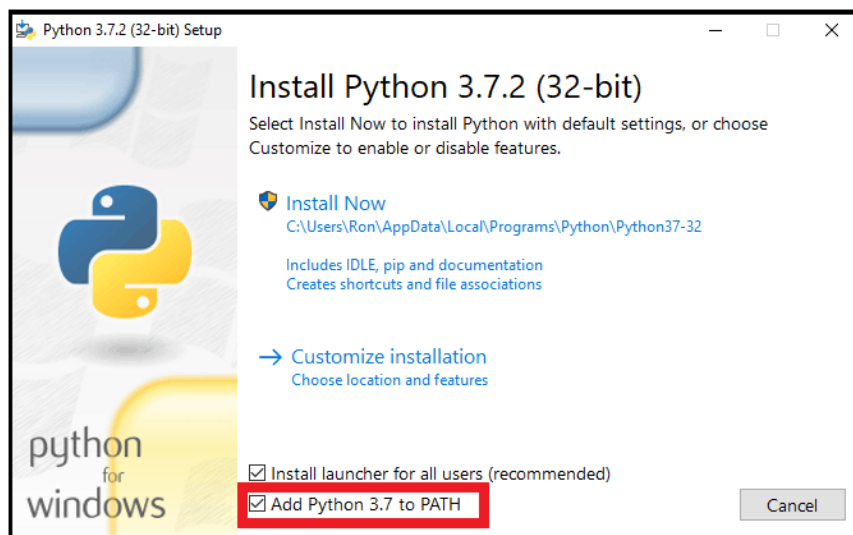 Python 3.7.2 (32-bit) Setup
Install Python 3.7.2 (32-bit)
Select Install Now to install Python with default settings, or choose
Customize to enable or disable features.
Install Now
C:\Users\Ron\AppData\Local\Programs\Python\Python37-32
Includes IDLE, pip and documentation
Creates shortcuts and file associations
Customize installation
Choose location and features
python
for
windows
Install launcher for all users (recommended)
Add Python 3.7 to PATH
Cancel